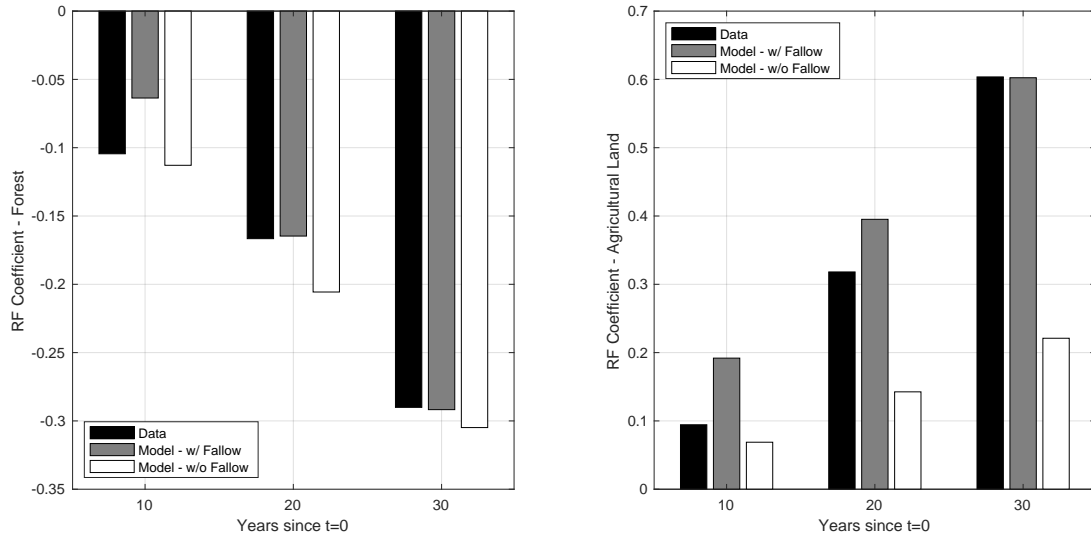 0
-0.05
-0.1
-0.15
-0.2
-0.25
-0.3
-0.35
RF Coefficient - Forest
Data
Model - w/ Fallow
Model - w/o Fallow
10 20 30
Years since t=0
0.7
0.6
0.5
0.4
0.3
0.2
0.1
0
RF Coefficient - Agricultural Land
Data
Model - w/ Fallow
Model - w/o Fallow
10 20 30
Years since t=0